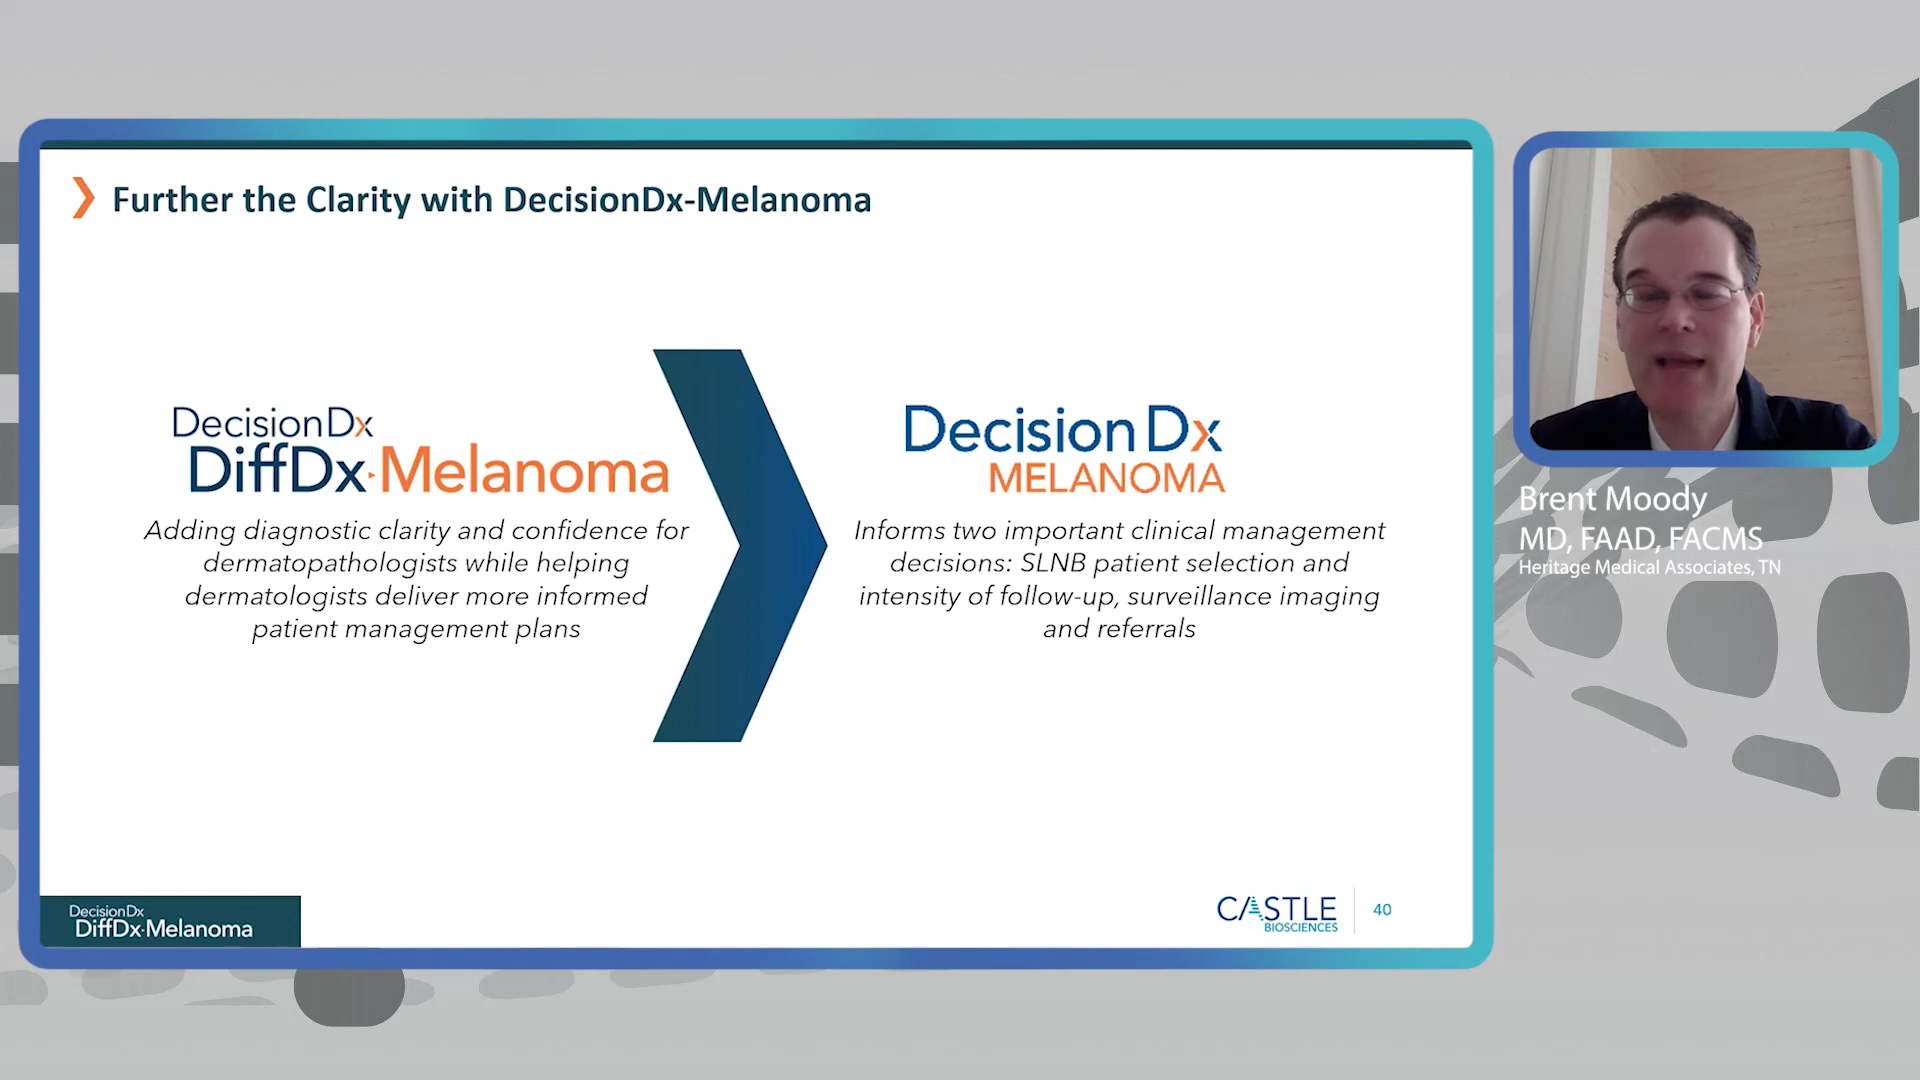 Further the Clarity with DecisionDx-Melanoma
DecisionDx
DiffDx-Melanoma
Adding diagnostic clarity and confidence for
dermatopathologists while helping
dermatologists deliver more informed
patient management plans
DecisionDx
MELANOMA
Informs two important clinical management
decisions: SLNB patient selection and
intensity of follow-up, surveillance imaging
and referrals
DecisionDx
DiffDx-Melanoma
CASTLE
BIOSCIENCES
40
Brent Moody
MD, FAAD, FACMS
Heritage Medical Associates, TN